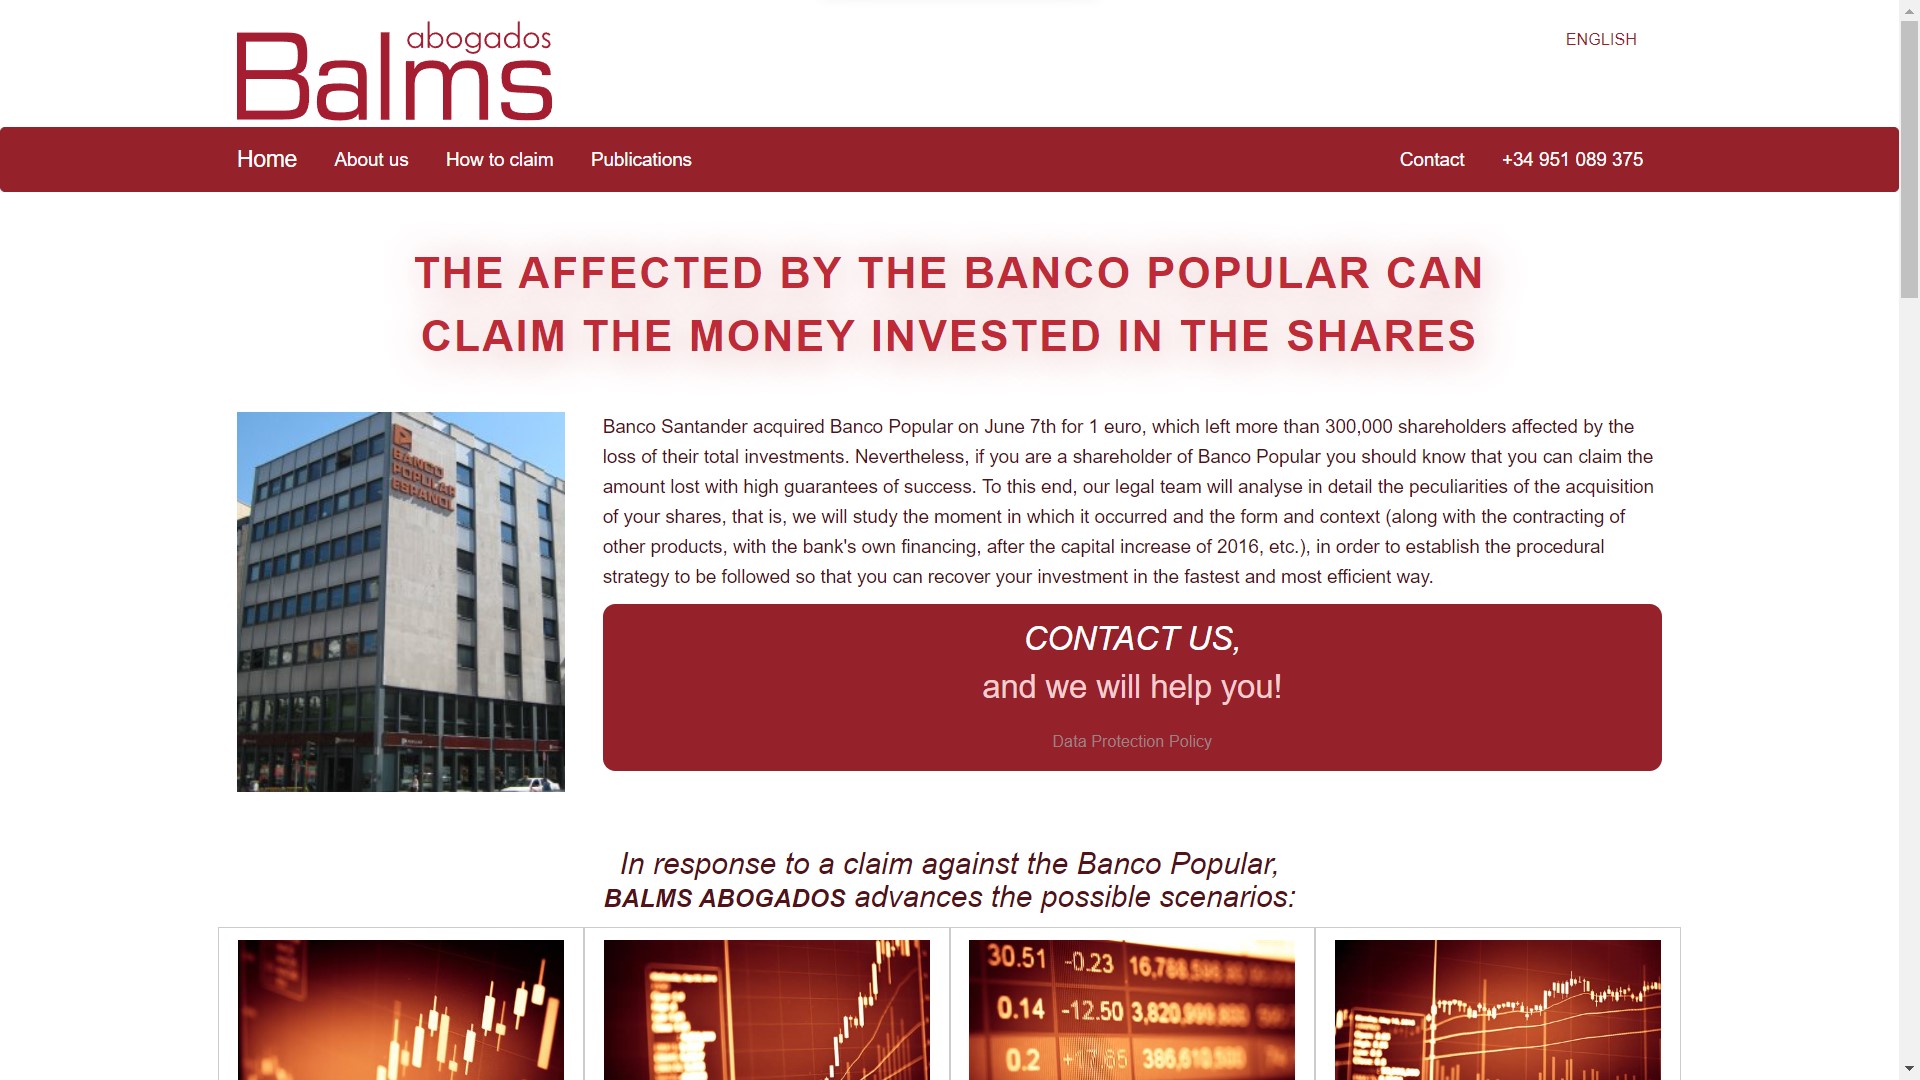 abogados
Balms
ENGLISH
Home About us How to claim Publications Contact +34 951 089 375
THE AFFECTED BY THE BANCO POPULAR CAN
CLAIM THE MONEY INVESTED IN THE SHARES
BANCO
POPULAR
ESPAÑOL
Banco Santander acquired Banco Popular on June 7th for 1 euro, which left more than 300,000 shareholders affected by the
loss of their total investments. Nevertheless, if you are a shareholder of Banco Popular you should know that you can claim the
amount lost with high guarantees of success. To this end, our legal team will analyse in detail the peculiarities of the acquisition
of your shares, that is, we will study the moment in which it occurred and the form and context (along with the contracting of
other products, with the bank's own financing, after the capital increase of 2016, etc.), in order to establish the procedural
strategy to be followed so that you can recover your investment in the fastest and most efficient way.
CONTACT US,
and we will help you!
Data Protection Policy
In response to a claim against the Banco Popular,
BALMS ABOGADOS advances the possible scenarios:
30.51 -0.23
0.14 -12.50
0.2 +17.65